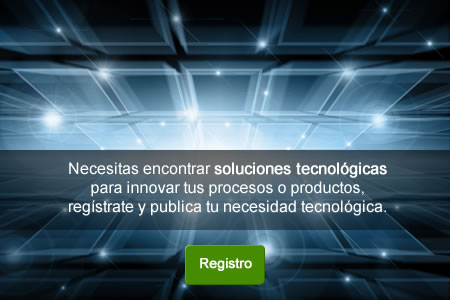 Necesitas encontrar soluciones tecnológicas
para innovar tus procesos o productos,
regístrate y publica tu necesidad tecnológica.
Registro